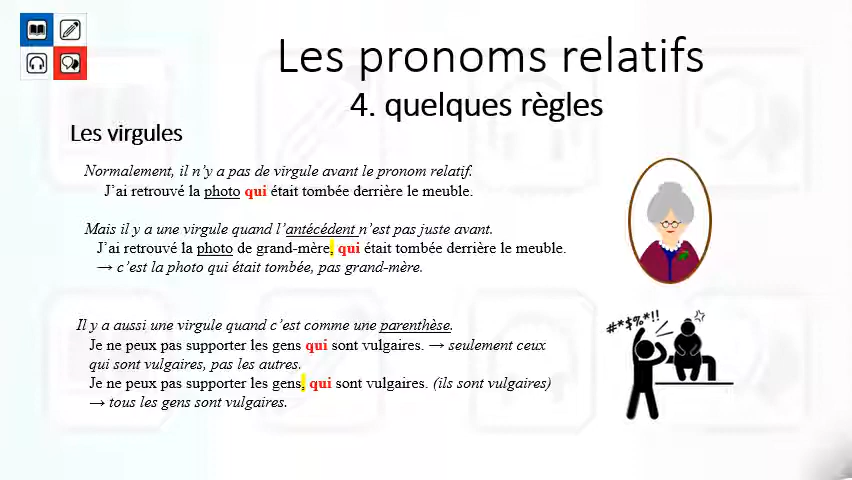 Les pronoms relatifs
4. quelques règles
Les virgules
Normalement, il n’y a pas de virgule avant le pronom relatif.
J’ai retrouvé la photo qui était tombée derrière le meuble.
Mais il y a une virgule quand l’antécédent n’est pas juste avant.
J’ai retrouvé la photo de grand-mère, qui était tombée derrière le meuble.
→ c’est la photo qui était tombée, pas grand-mère.
Il y a aussi une virgule quand c’est comme une parenthèse.
#*$%*!!
Je ne peux pas supporter les gens qui sont vulgaires. → seulement ceux
qui sont vulgaires, pas les autres.
Je ne peux pas supporter les gens, qui sont vulgaires. (ils sont vulgaires)
→ tous les gens sont vulgaires.